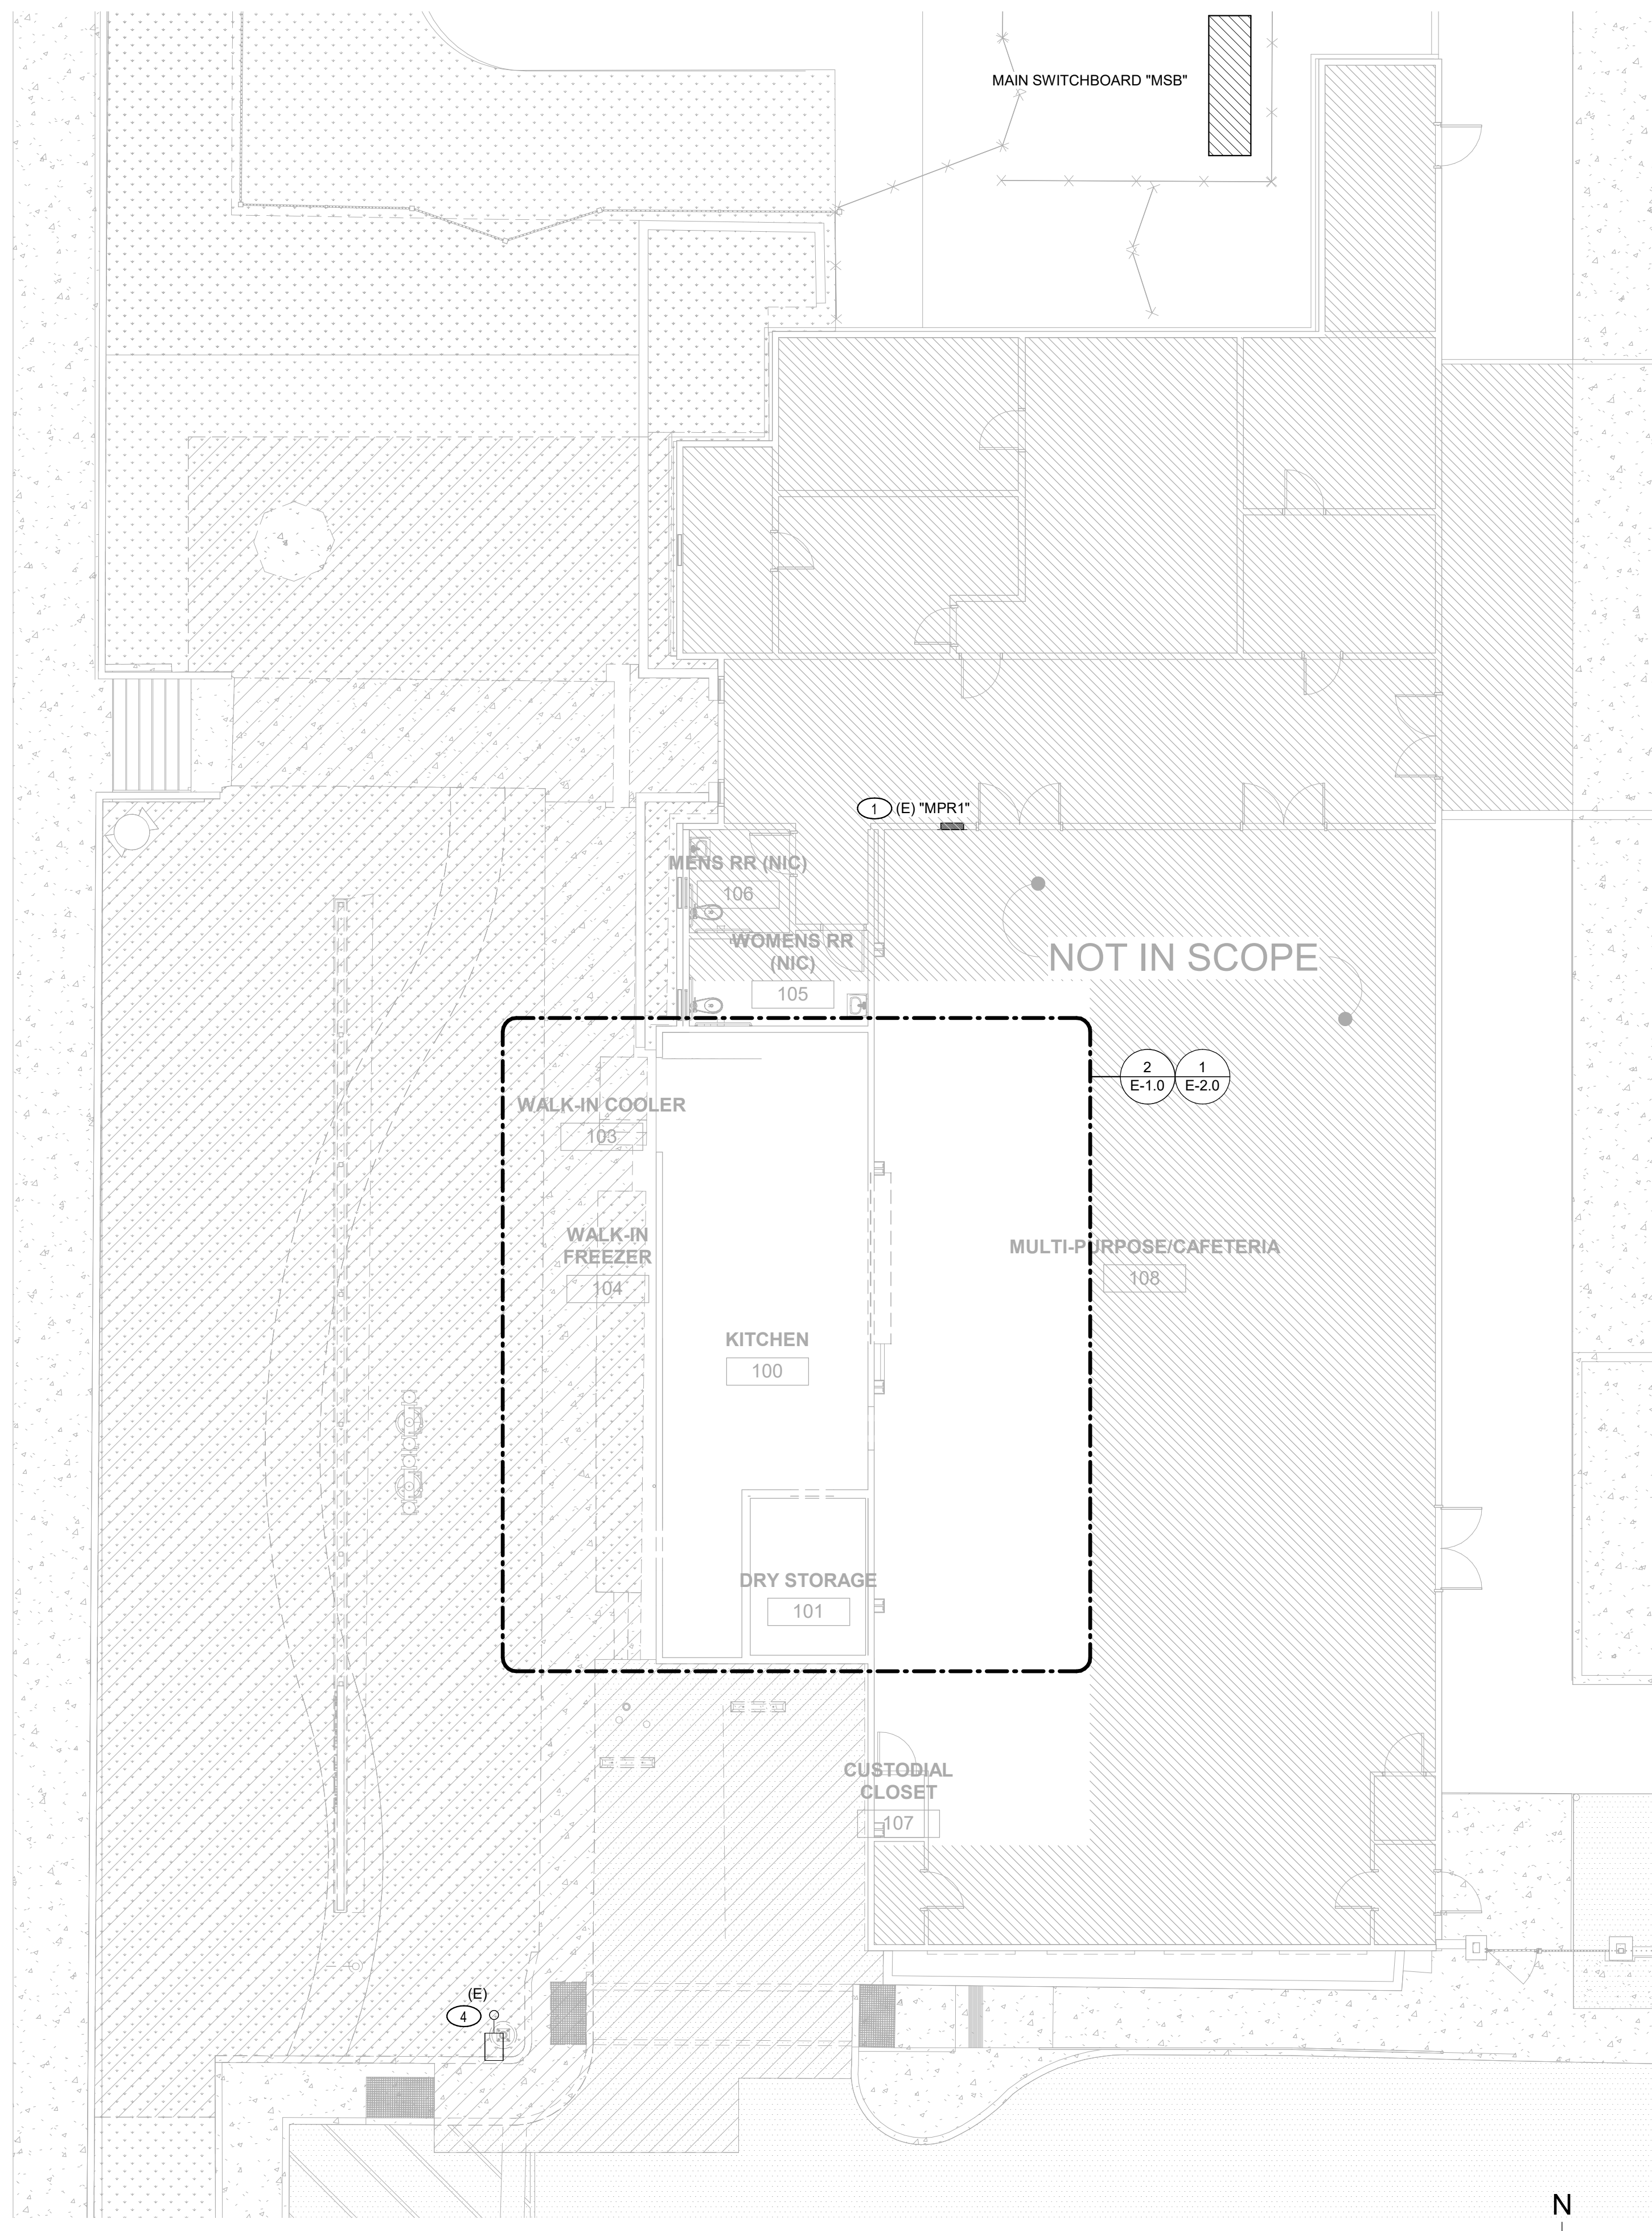 MAIN SWITCHBOARD "MSB"
1 (E) "MPR1"
MENS RR (NIC)
106
WOMENS RR
(NIC)
105
NOT IN SCOPE
2
E-1.0
1
E-2.0
WALK-IN COOLER
103
WALK-IN
FREEZER
104
MULTI-PURPOSE/CAFETERIA
108
KITCHEN
100
DRY STORAGE
101
CUSTODIAL
CLOSET
107
(E)
4
N